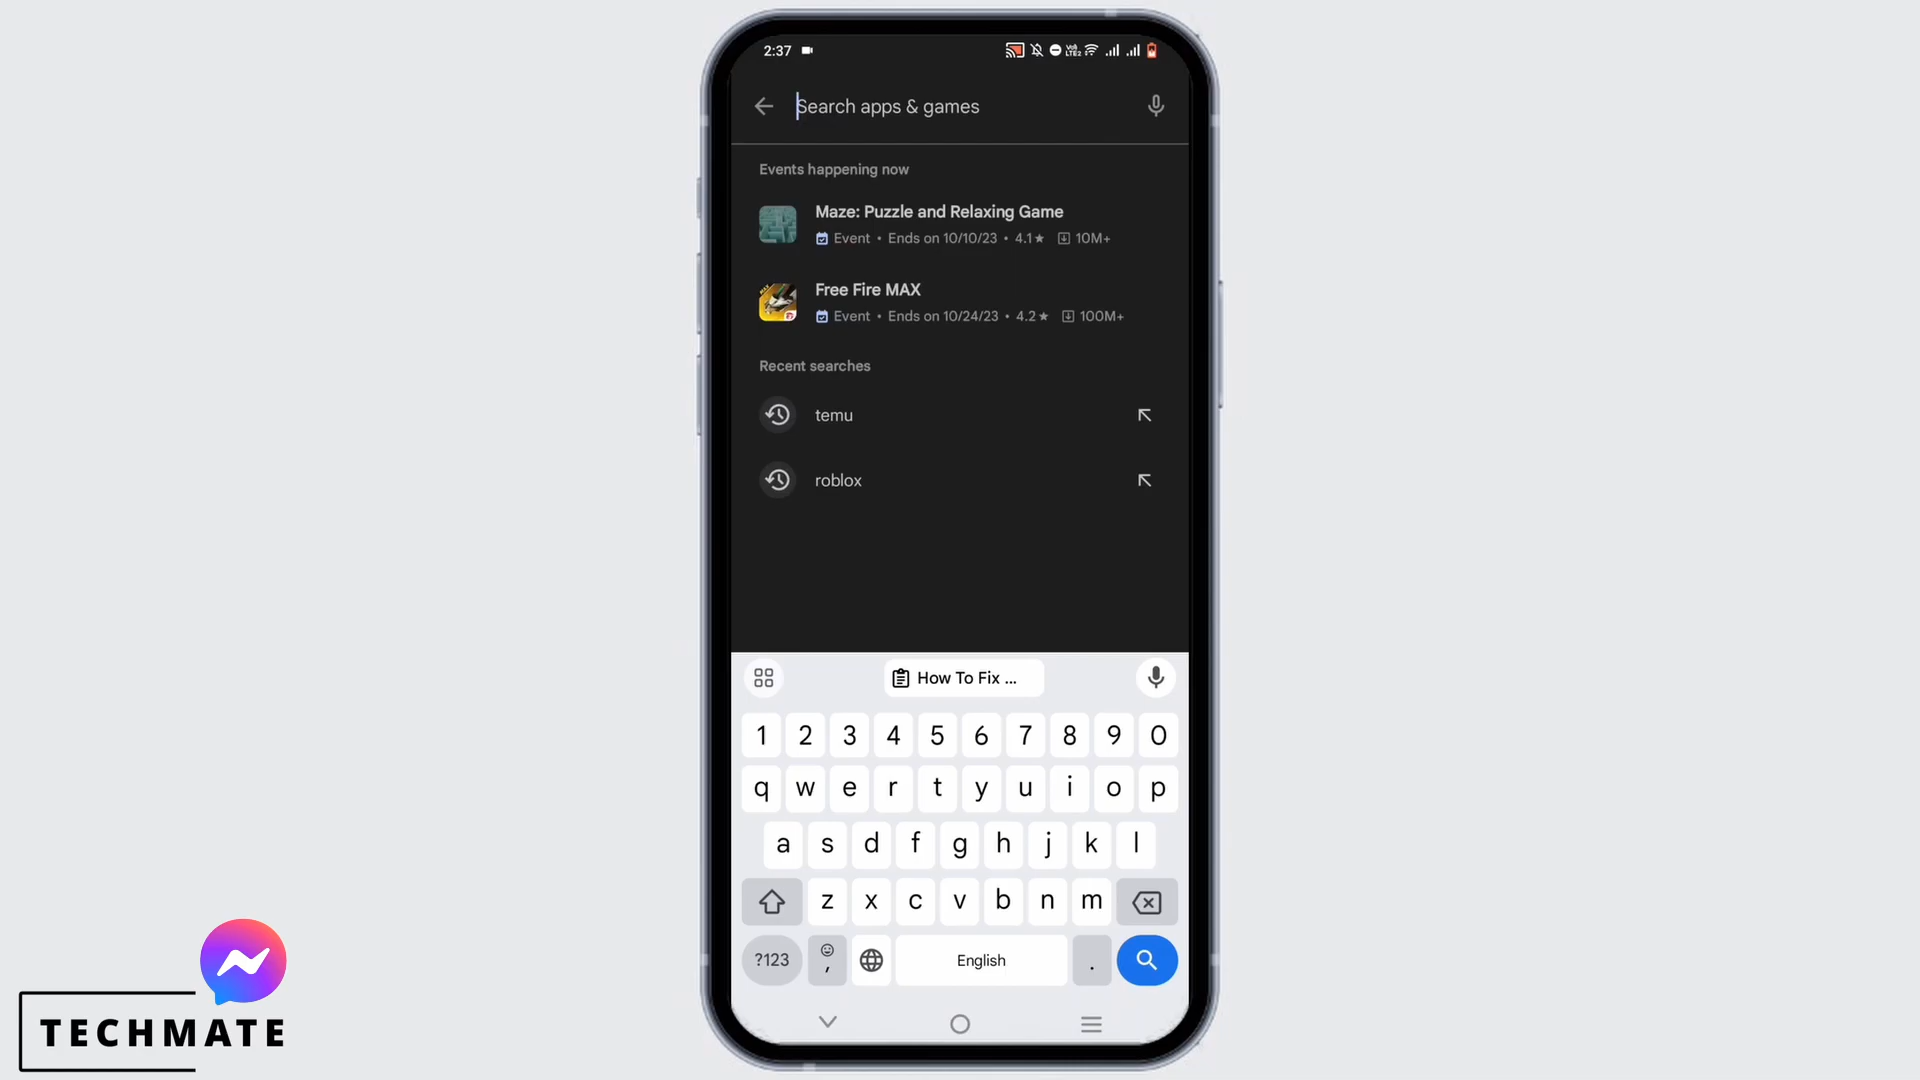 2:37
Vo)) LTE2
Search apps & games
Events happening now
Maze: Puzzle and Relaxing Game
Event • Ends on 10/10/23 • 4.1★ 10M+
Free Fire MAX
Event • Ends on 10/24/23 • 4.2★ 100M+
Recent searches
temu
roblox
How To Fix ...
1 2 3 4 5 6 7 8 9 0
q w e r t y u i o p
a s d f g h j k l
z x c v b n m
?123 , English .
TECHMATE